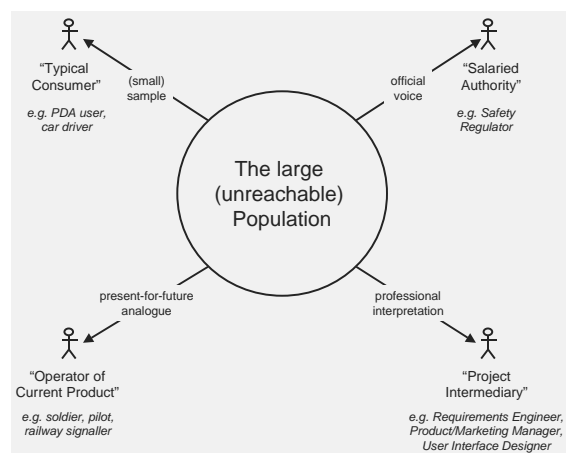 “Typical
Consumer”
e.g. PDA user,
car driver
(small)
sample
official
voice
“Salaried
Authority”
e.g. Safety
Regulator
The large
(unreachable)
Population
present-for-future
analogue
professional
interpretation
“Operator of
Current Product”
e.g. soldier, pilot,
railway signaller
“Project
Intermediary”
e.g. Requirements Engineer,
Product/Marketing Manager,
User Interface Designer